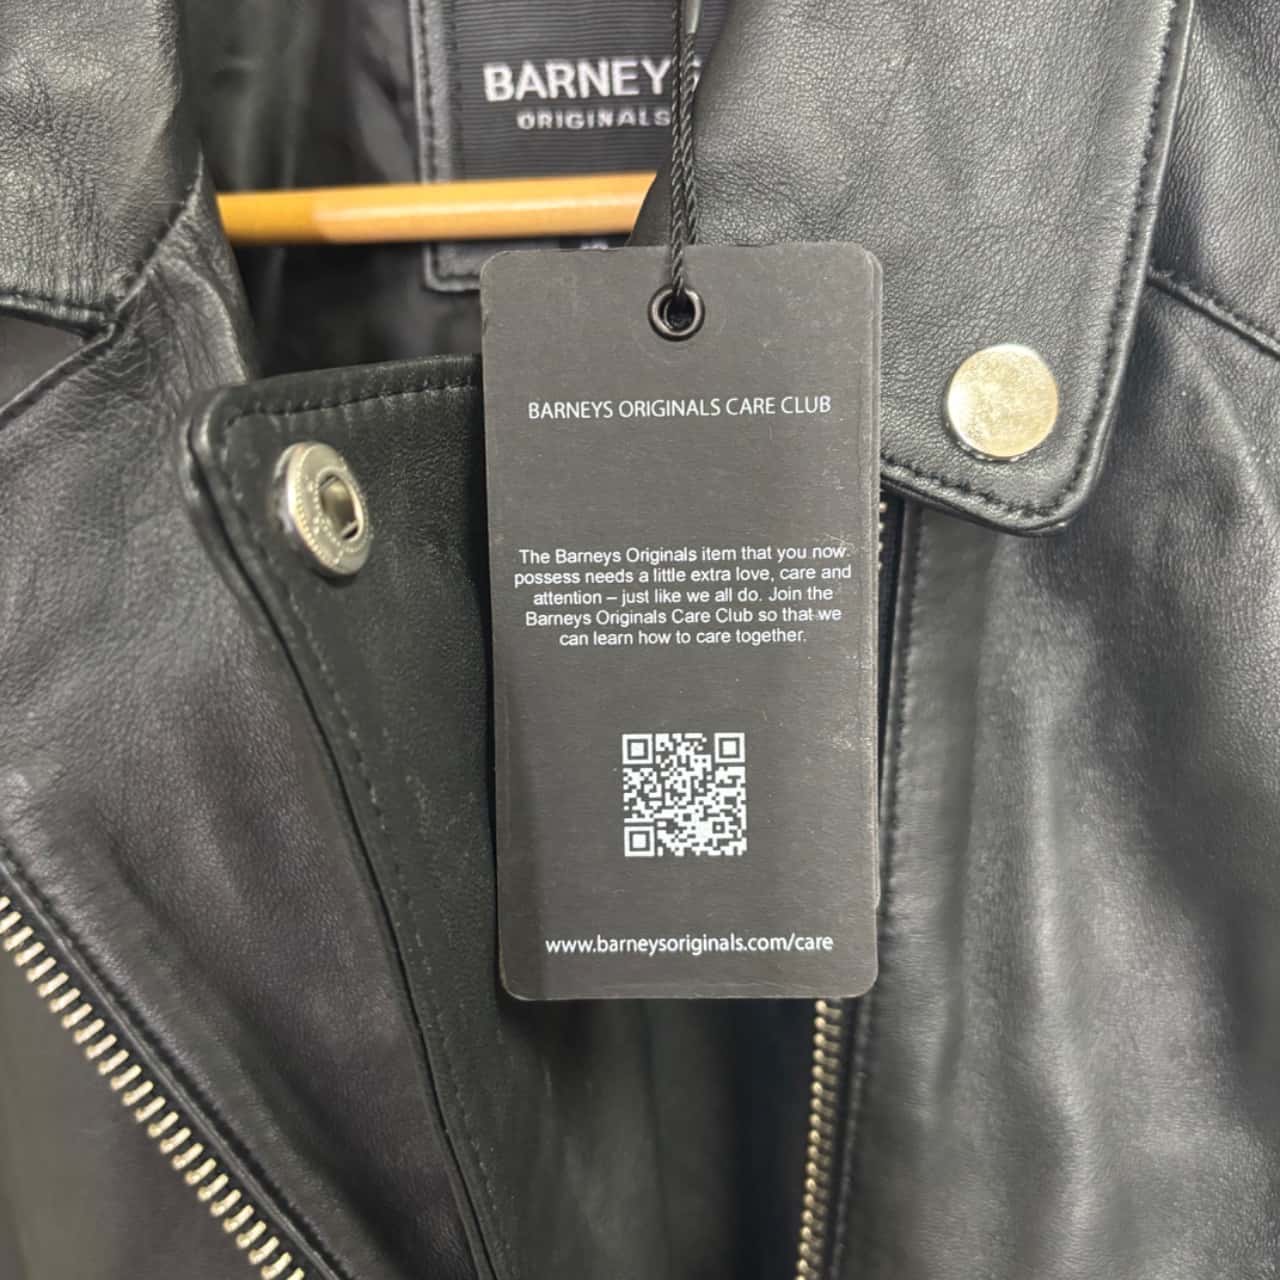 BARNEYS
ORIGINALS
BARNEYS ORIGINALS CARE CLUB
The Barneys Originals item that you now
possess needs a little extra love, care and
attention – just like we all do. Join the
Barneys Originals Care Club so that we
can learn how to care together.
www.barneysoriginals.com/care